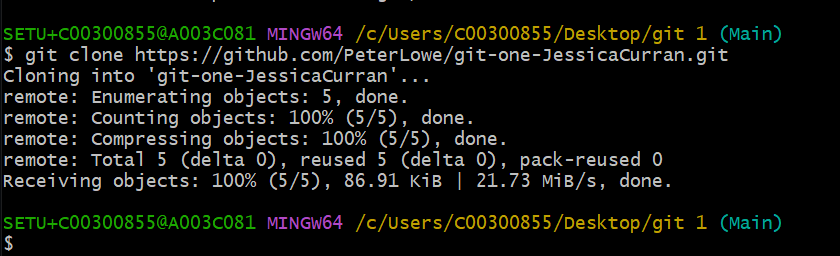 SETU+C00300855@A003C081 MINGW64 /c/Users/C00300855/Desktop/git 1 (Main)
$ git clone https://github.com/PeterLowe/git-one-JessicaCurran.git
Cloning into 'git-one-JessicaCurran'...
remote: Enumerating objects: 5, done.
remote: Counting objects: 100% (5/5), done.
remote: Compressing objects: 100% (5/5), done.
remote: Total 5 (delta 0), reused 5 (delta 0), pack-reused 0
Receiving objects: 100% (5/5), 86.91 KiB | 21.73 MiB/s, done.
SETU+C00300855@A003C081 MINGW64 /c/Users/C00300855/Desktop/git 1 (Main)
$